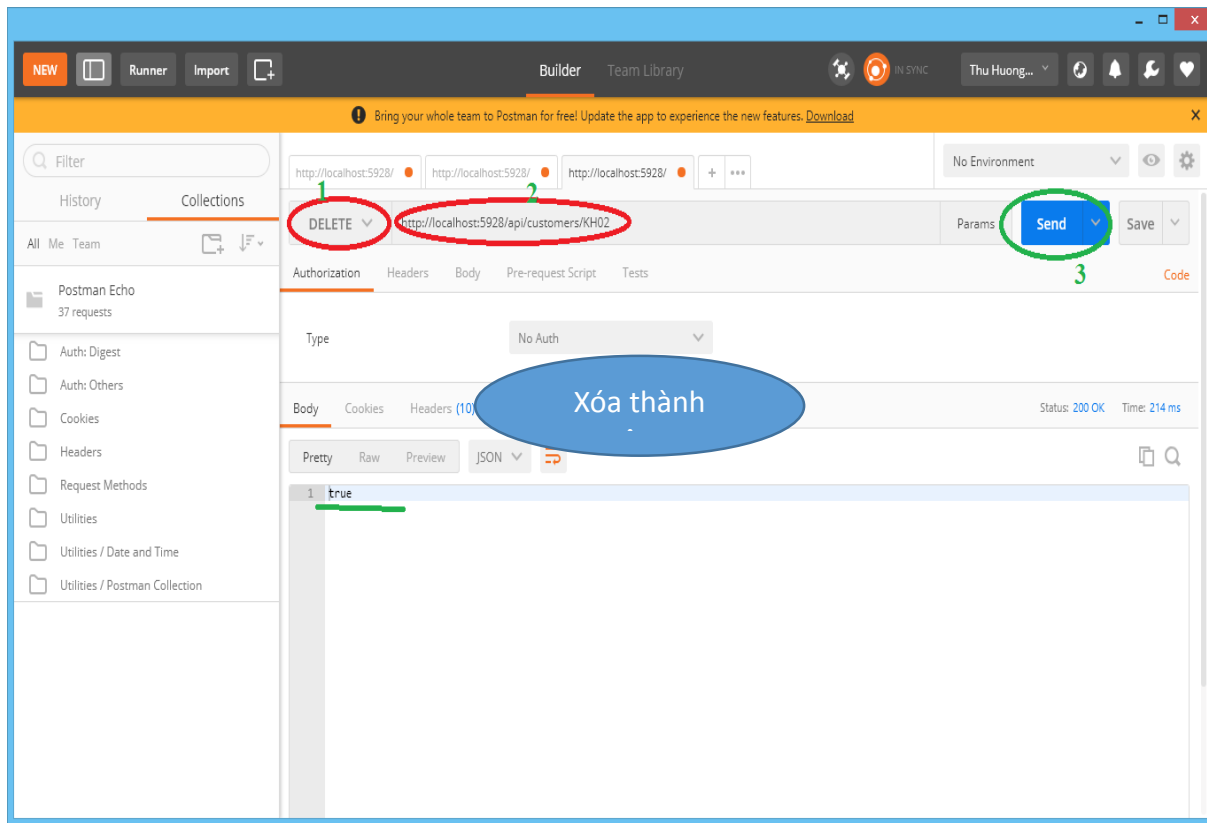 NEW Runner Import Builder Team Library IN SYNC Thu Huong...
Bring your whole team to Postman for free! Update the app to experience the new features. Download
Filter
History Collections
All Me Team
Postman Echo
37 requests
Auth: Digest
Auth: Others
Cookies
Headers
Request Methods
Utilities
Utilities / Date and Time
Utilities / Postman Collection
http://localhost:5928/ http://localhost:5928/ http://localhost:5928/ + •••
No Environment
1 2
DELETE http://localhost:5928/api/customers/KH02 Params Send Save
3
Authorization Headers Body Pre-request Script Tests Code
Type No Auth
Xóa thành
Body Cookies Headers (10) Status: 200 OK Time: 214 ms
Pretty Raw Preview JSON
1 true